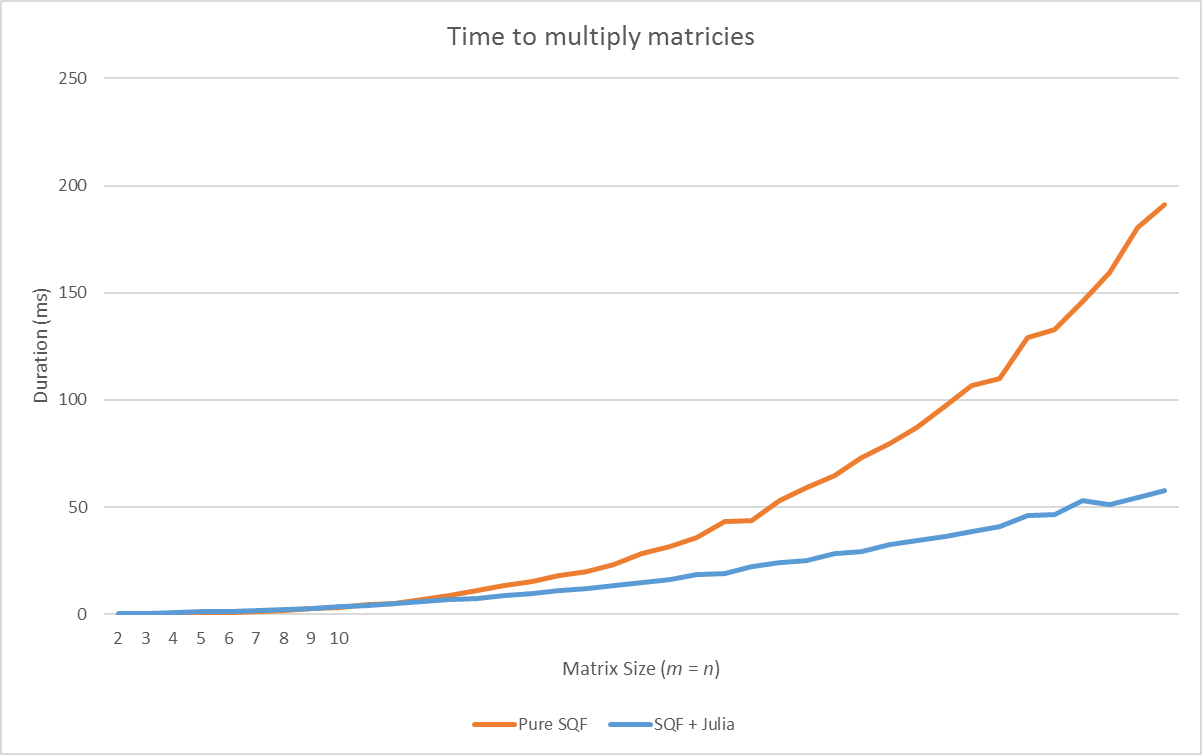 Time to multiply matricies
250
200
150
100
50
0
Duration (ms)
2 3 4 5 6 7 8 9 10
Matrix Size (m = n)
Pure SQF SQF + Julia